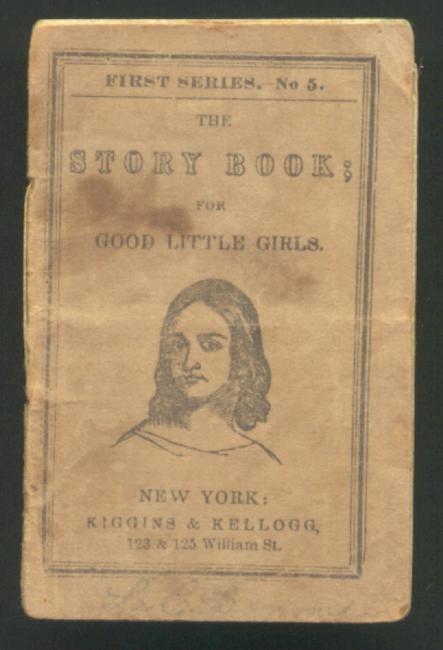 FIRST SERIES.—No 5.
THE
STORY BOOK;
FOR
GOOD LITTLE GIRLS.
NEW YORK:
KIGGINS & KELLOGG,
123 & 125 William St.